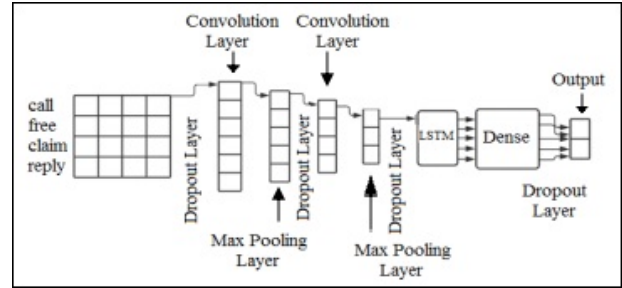 Convolution
Layer
Convolution
Layer
Output
call
free
claim
reply
Dropout Layer
Dropout Layer
Dropout Layer
LSTM
Dense
Dropout
Layer
Max Pooling
Layer
Max Pooling
Layer